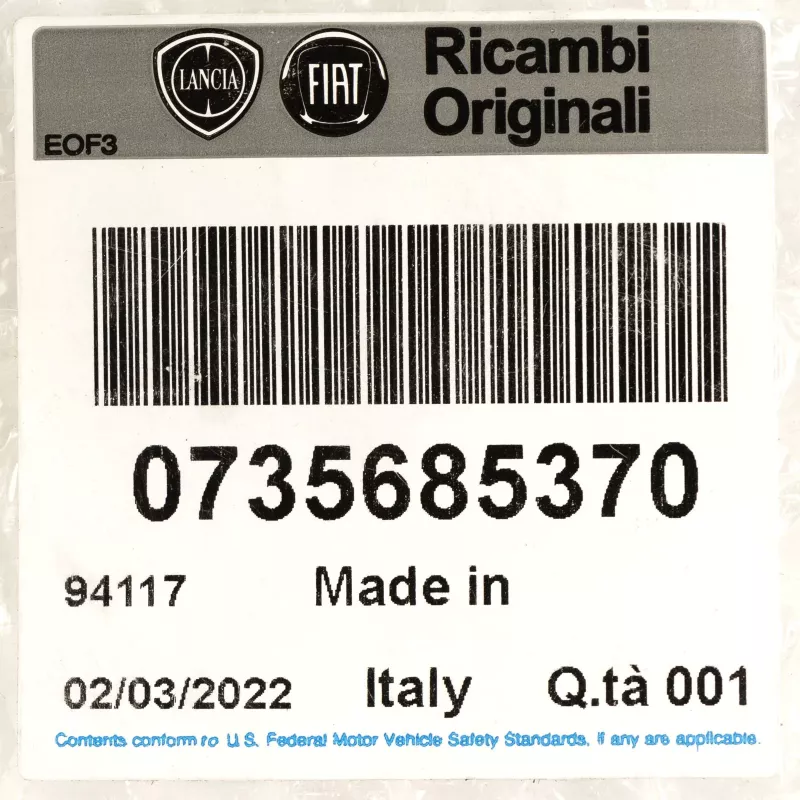 LANCIA FIAT Ricambi
Originali
EOF3
0735685370
94117 Made in
02/03/2022 Italy Q.tà 001
Contents conform to U.S. Federal Motor Vehicle Safety Standards, if any are applicable.